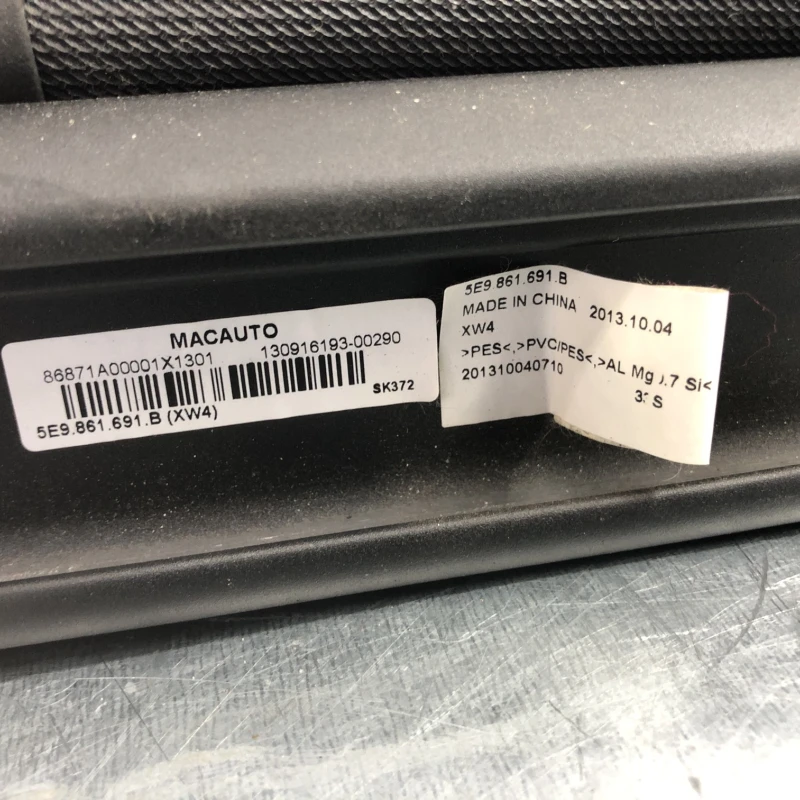 MACAUTO
86871A00001X1301 130916193-00290
SK372
5E9.861.691.B (XW4)
5E9 861.691.B
MADE IN CHINA 2013.10.04
XW4
>PES<,>PVC/PES<,>AL Mg .7 Si<
201310040710
S